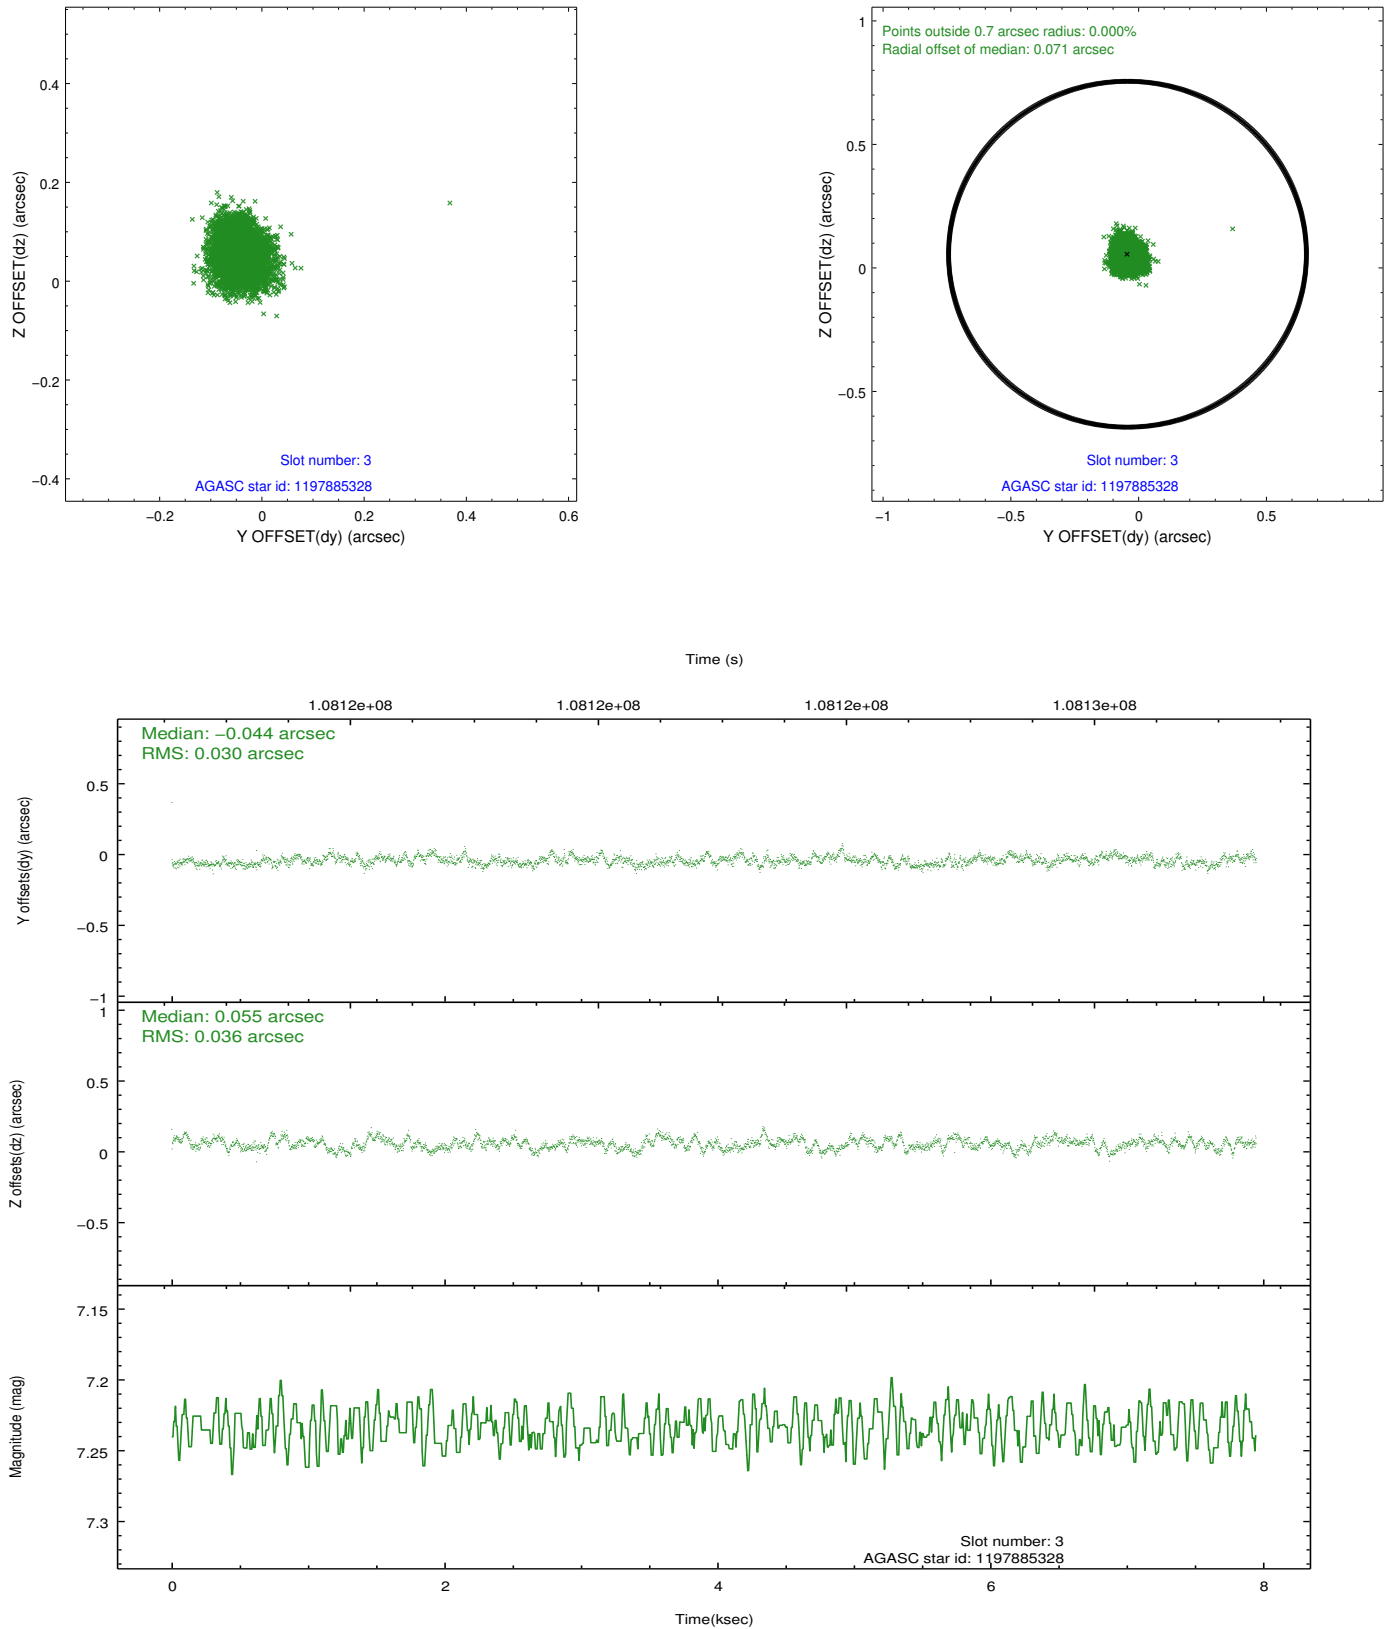 Points outside 0.7 arcsec radius: 0.000%
Radial offset of median: 0.071 arcsec
Z OFFSET(dz) (arcsec)
0.4
0.2
0
−0.2
−0.4
Slot number: 3
AGASC star id: 1197885328
−0.2 0 0.2 0.4 0.6
Y OFFSET(dy) (arcsec)
Z OFFSET(dz) (arcsec)
1
0.5
0
−0.5
Slot number: 3
AGASC star id: 1197885328
−1 −0.5 0 0.5
Y OFFSET(dy) (arcsec)
Time (s)
1.0812e+08 1.0812e+08 1.0812e+08 1.0813e+08
Median: −0.044 arcsec
RMS: 0.030 arcsec
Y offsets(dy) (arcsec)
0.5
0
−0.5
−1
Median: 0.055 arcsec
RMS: 0.036 arcsec
Z offsets(dz) (arcsec)
1
0.5
0
−0.5
Magnitude (mag)
7.15
7.2
7.25
7.3
Slot number: 3
AGASC star id: 1197885328
0 2 4 6 8
Time(ksec)